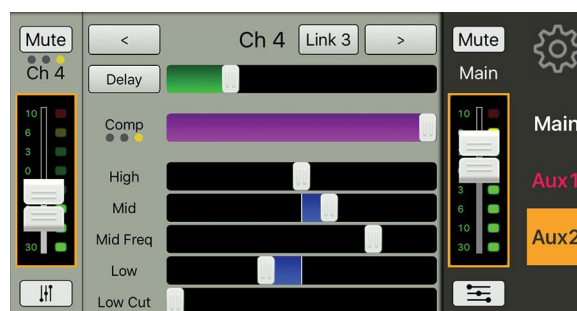 Mute
Ch 4
10
6
3
0
30
<
Ch 4
Link 3
>
Delay
Comp
High
Mid
Mid Freq
Low
Low Cut
Mute
Main
10
3
6
10
30
Main
Aux1
Aux2